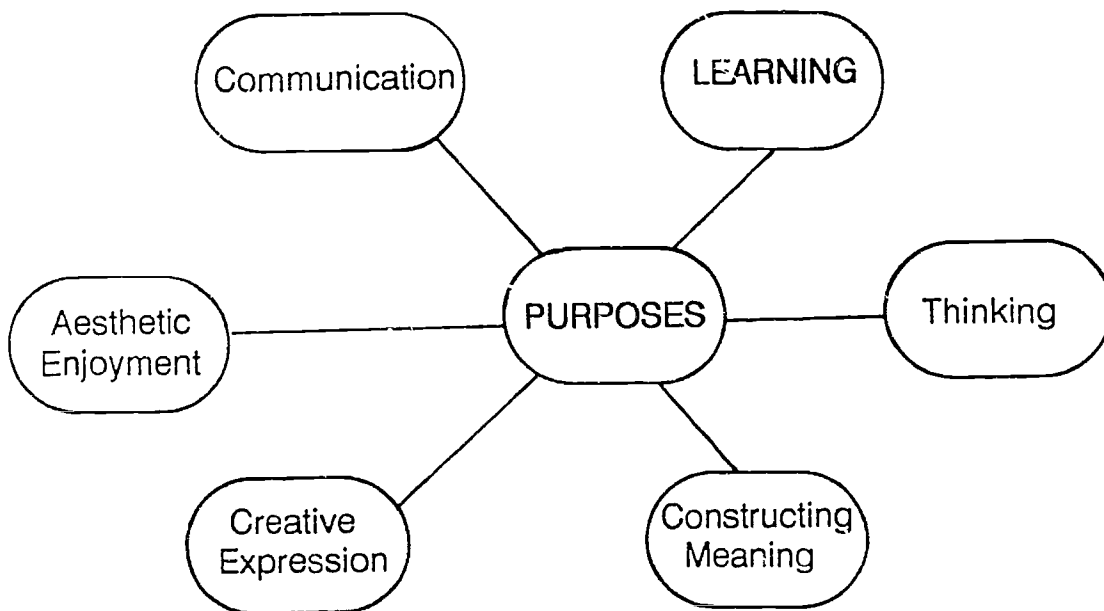 Communication
LEARNING
PURPOSES
Thinking
Aesthetic
Enjoyment
Creative
Expression
Constructing
Meaning